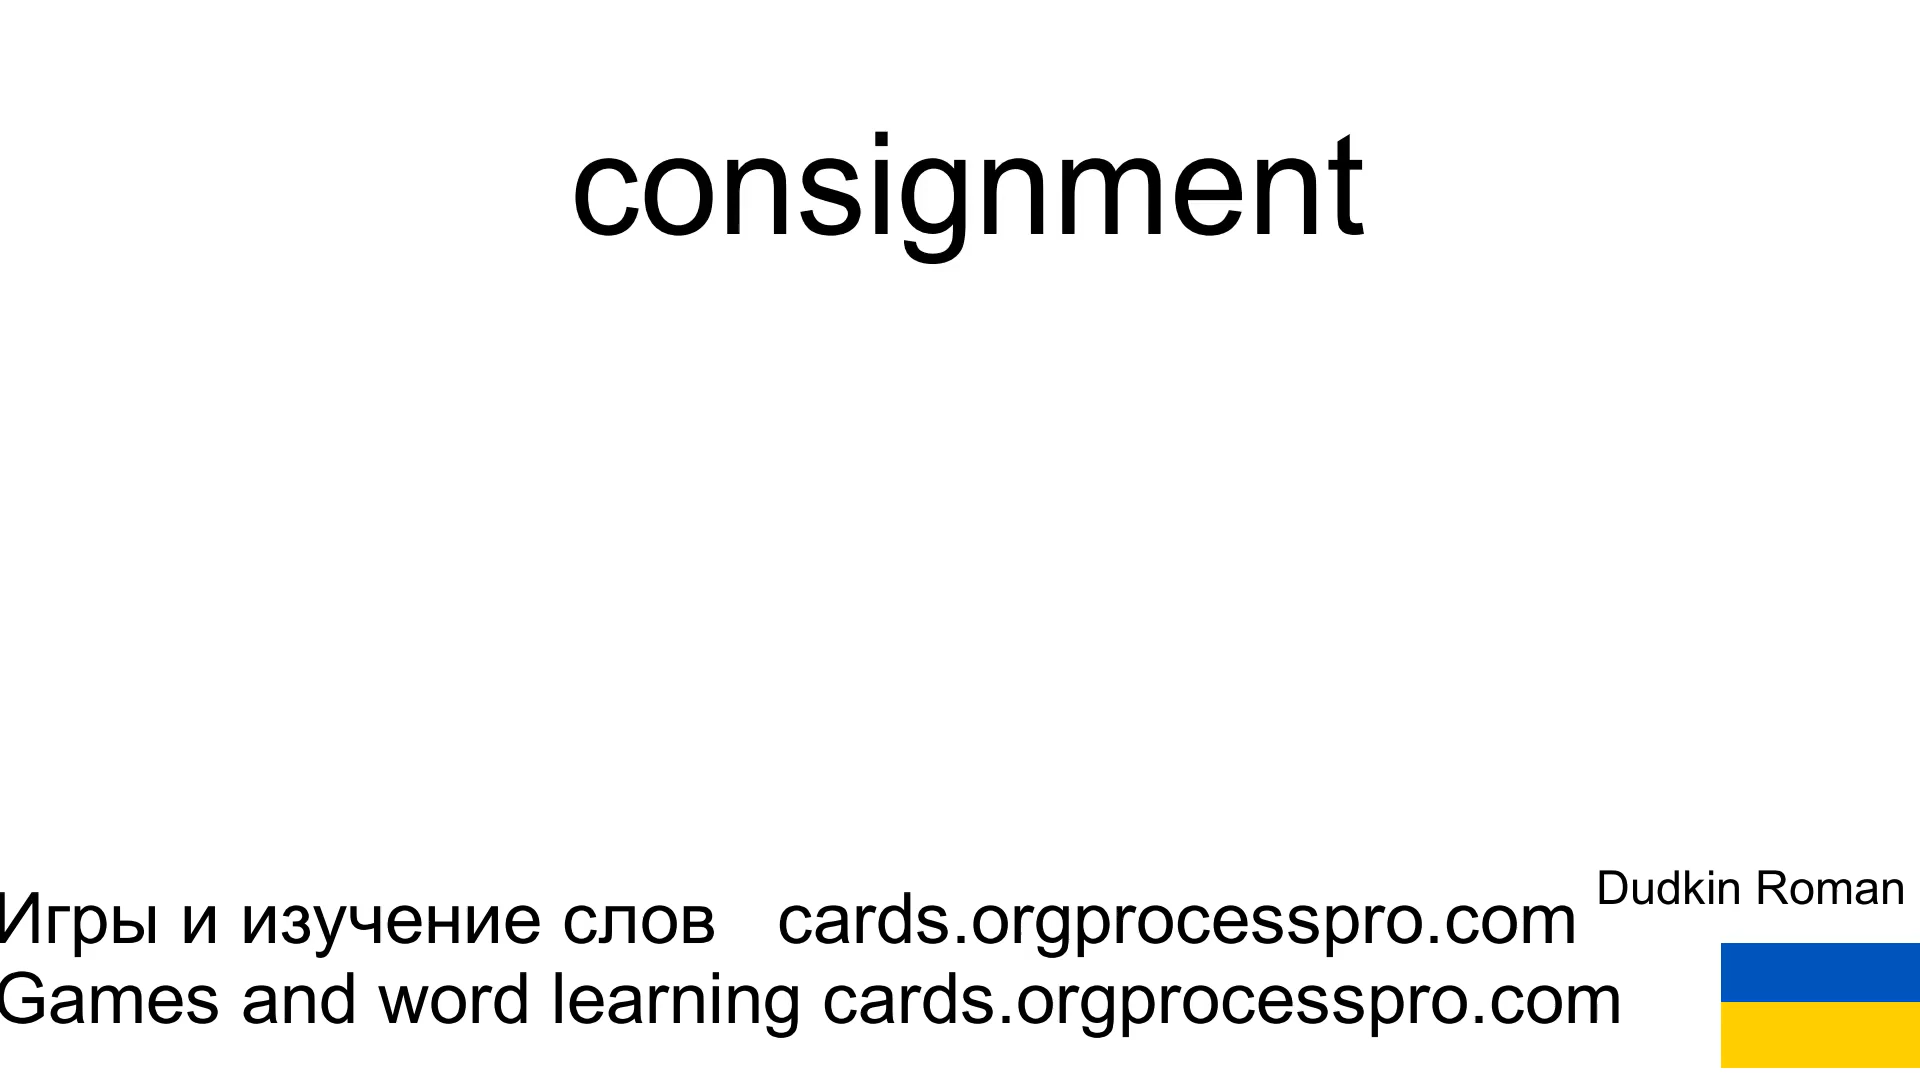 consignment
Dudkin Roman
Игры и изучение слов cards.orgprocesspro.com
Games and word learning cards.orgprocesspro.com